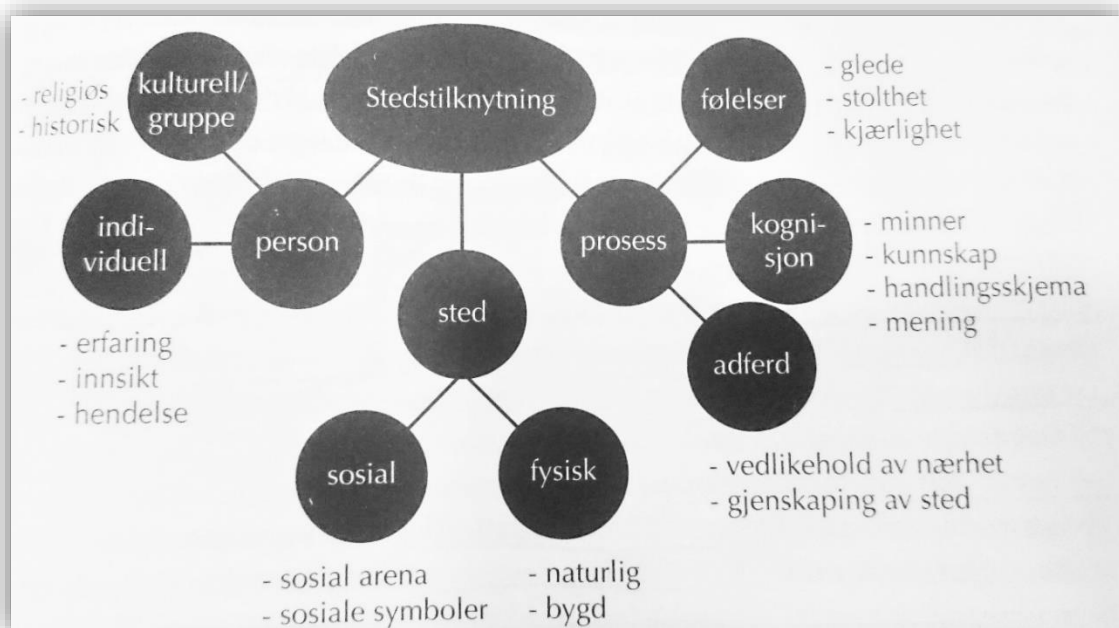 Stedstilknytning
kulturell/
gruppe
- religiøs
- historisk
indi-
viduell
- erfaring
- innsikt
- hendelse
person
sted
sosial
- sosial arena
- sosiale symboler
fysisk
- naturlig
- bygd
prosess
følelser
- glede
- stolthet
- kjærlighet
kogni-
sjon
- minner
- kunnskap
- handlingsskjema
- mening
adferd
- vedlikehold av nærhet
- gjenskaping av sted